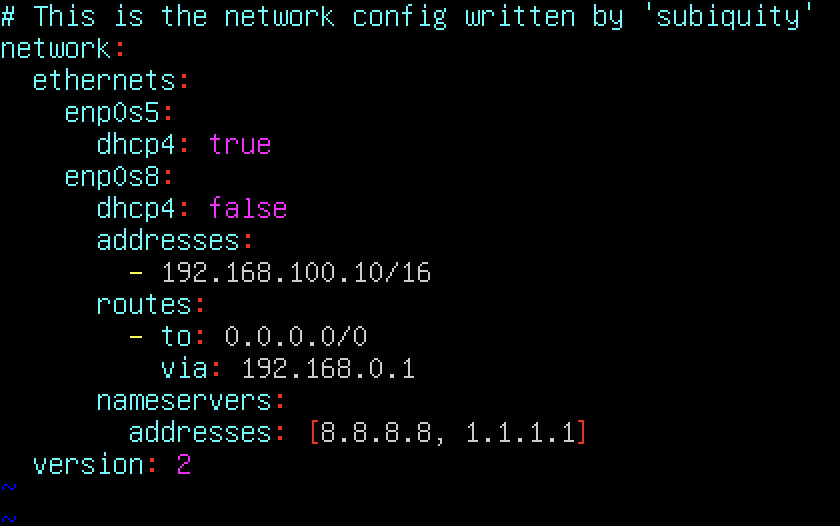 # This is the network config written by 'subiquity'
network:
  ethernets:
    enp0s5:
      dhcp4: true
    enp0s8:
      dhcp4: false
      addresses:
        - 192.168.100.10/16
      routes:
        - to: 0.0.0.0/0
          via: 192.168.0.1
      nameservers:
        addresses: [8.8.8.8, 1.1.1.1]
  version: 2
~
~